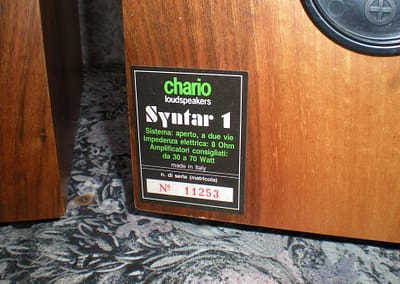 chario
loudspeakers
Syntar 1
Sistema: aperto, a due vie
Impedenza elettrica: 8 Ohm
Amplificatori consigliati:
da 30 a 70 Watt
made in Italy
n. di serie (matricola)
Nº 11253